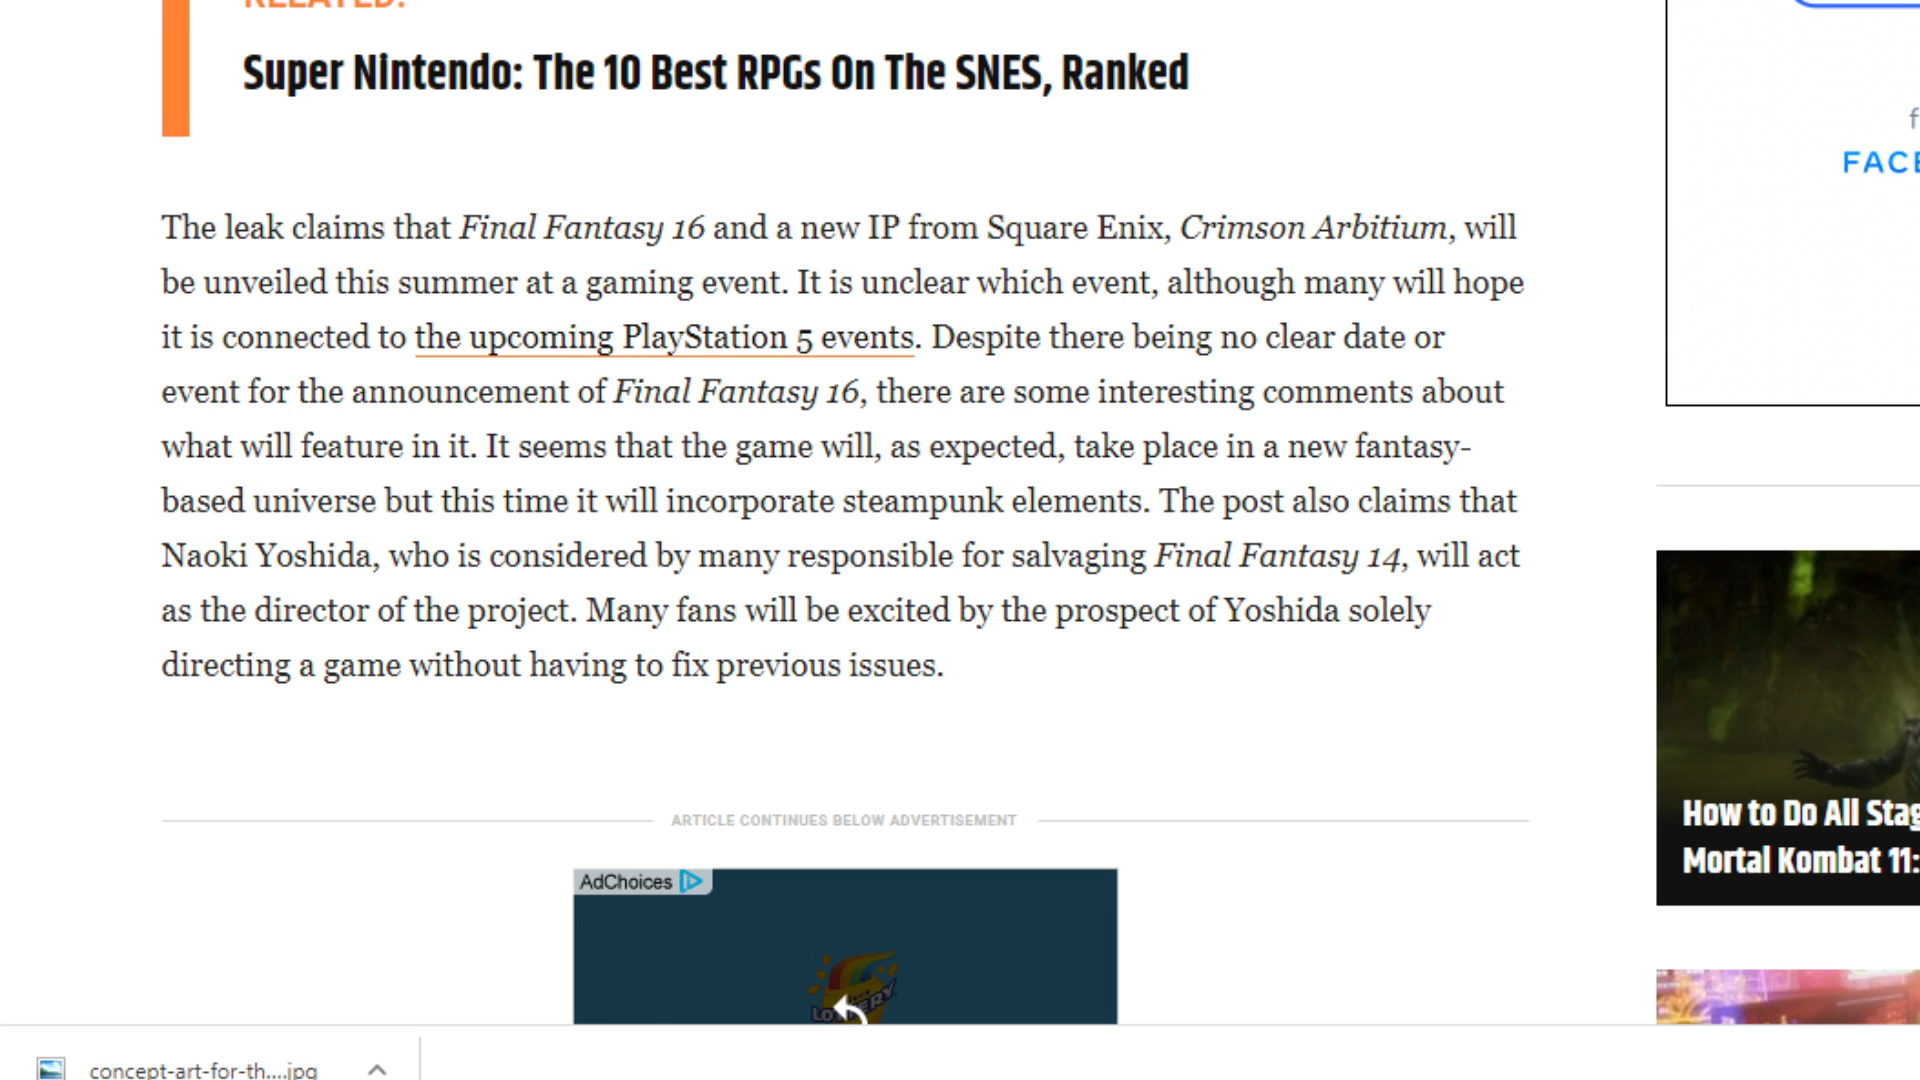 RELATED:
Super Nintendo: The 10 Best RPGs On The SNES, Ranked
The leak claims that Final Fantasy 16 and a new IP from Square Enix, Crimson Arbitium, will
be unveiled this summer at a gaming event. It is unclear which event, although many will hope
it is connected to the upcoming PlayStation 5 events. Despite there being no clear date or
event for the announcement of Final Fantasy 16, there are some interesting comments about
what will feature in it. It seems that the game will, as expected, take place in a new fantasy-
based universe but this time it will incorporate steampunk elements. The post also claims that
Naoki Yoshida, who is considered by many responsible for salvaging Final Fantasy 14, will act
as the director of the project. Many fans will be excited by the prospect of Yoshida solely
directing a game without having to fix previous issues.
ARTICLE CONTINUES BELOW ADVERTISEMENT
AdChoices
LOTTERY
FACE
How to Do All Stag
Mortal Kombat 11:
concept-art-for-th....jpg